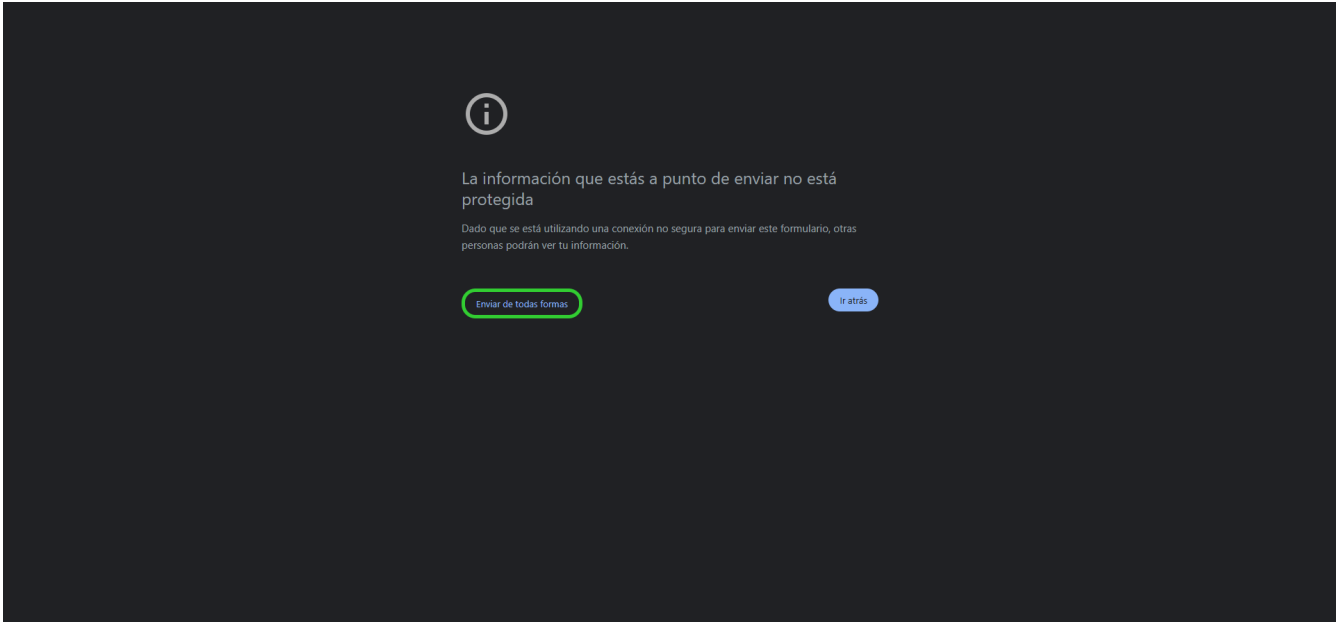 La información que estás a punto de enviar no está
protegida
Dado que se está utilizando una conexión no segura para enviar este formulario, otras
personas podrán ver tu información.
Enviar de todas formas
Ir atrás